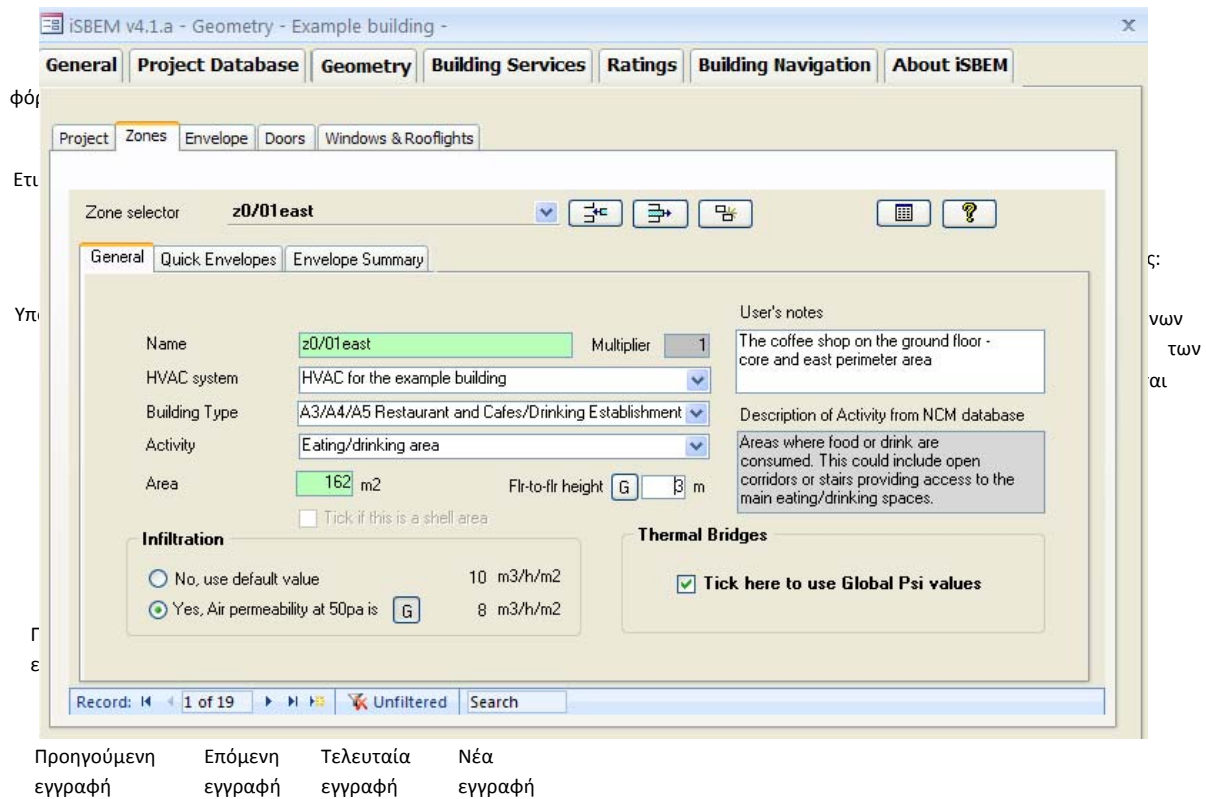 iSBEM v4.1.a - Geometry - Example building -
General Project Database Geometry Building Services Ratings Building Navigation About iSBEM
Project Zones Envelope Doors Windows & Rooflights
Zone selector z0/01east
General Quick Envelopes Envelope Summary
User's notes
Name z0/01east Multiplier 1
The coffee shop on the ground floor -
core and east perimeter area
HVAC system HVAC for the example building
Building Type A3/A4/A5 Restaurant and Cafes/Drinking Establishment
Description of Activity from NCM database
Activity Eating/drinking area
Areas where food or drink are
consumed. This could include open
corridors or stairs providing access to the
main eating/drinking spaces.
Area 162 m2 Flr-to-flr height G 3 m
Tick if this is a shell area
Infiltration
No, use default value 10 m3/h/m2
Yes, Air permeability at 50pa is G 8 m3/h/m2
Thermal Bridges
Tick here to use Global Psi values
Record: 1 of 19 Unfiltered Search
των
Προηγούμενη Επόμενη Τελευταία Νέα
εγγραφή εγγραφή εγγραφή εγγραφή